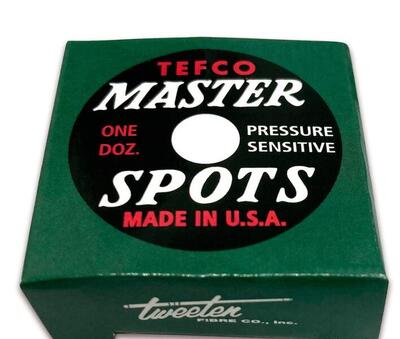 TEFCO
MASTER
ONE
DOZ.
PRESSURE
SENSITIVE
SPOTS
MADE IN U.S.A.
tweeten
FIBRE CO., Inc.